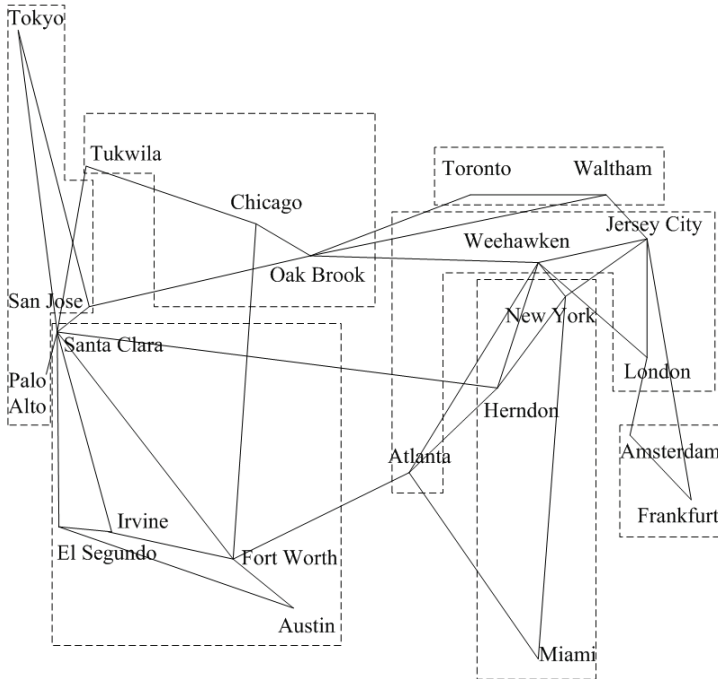 Tokyo
Tukwila
Toronto
Waltham
Chicago
Jersey City
Weehawken
Oak Brook
San Jose
New York
Santa Clara
London
Palo
Alto
Herndon
Atlanta
Amsterdam
Frankfurt
Irvine
El Segundo
Fort Worth
Austin
Miami